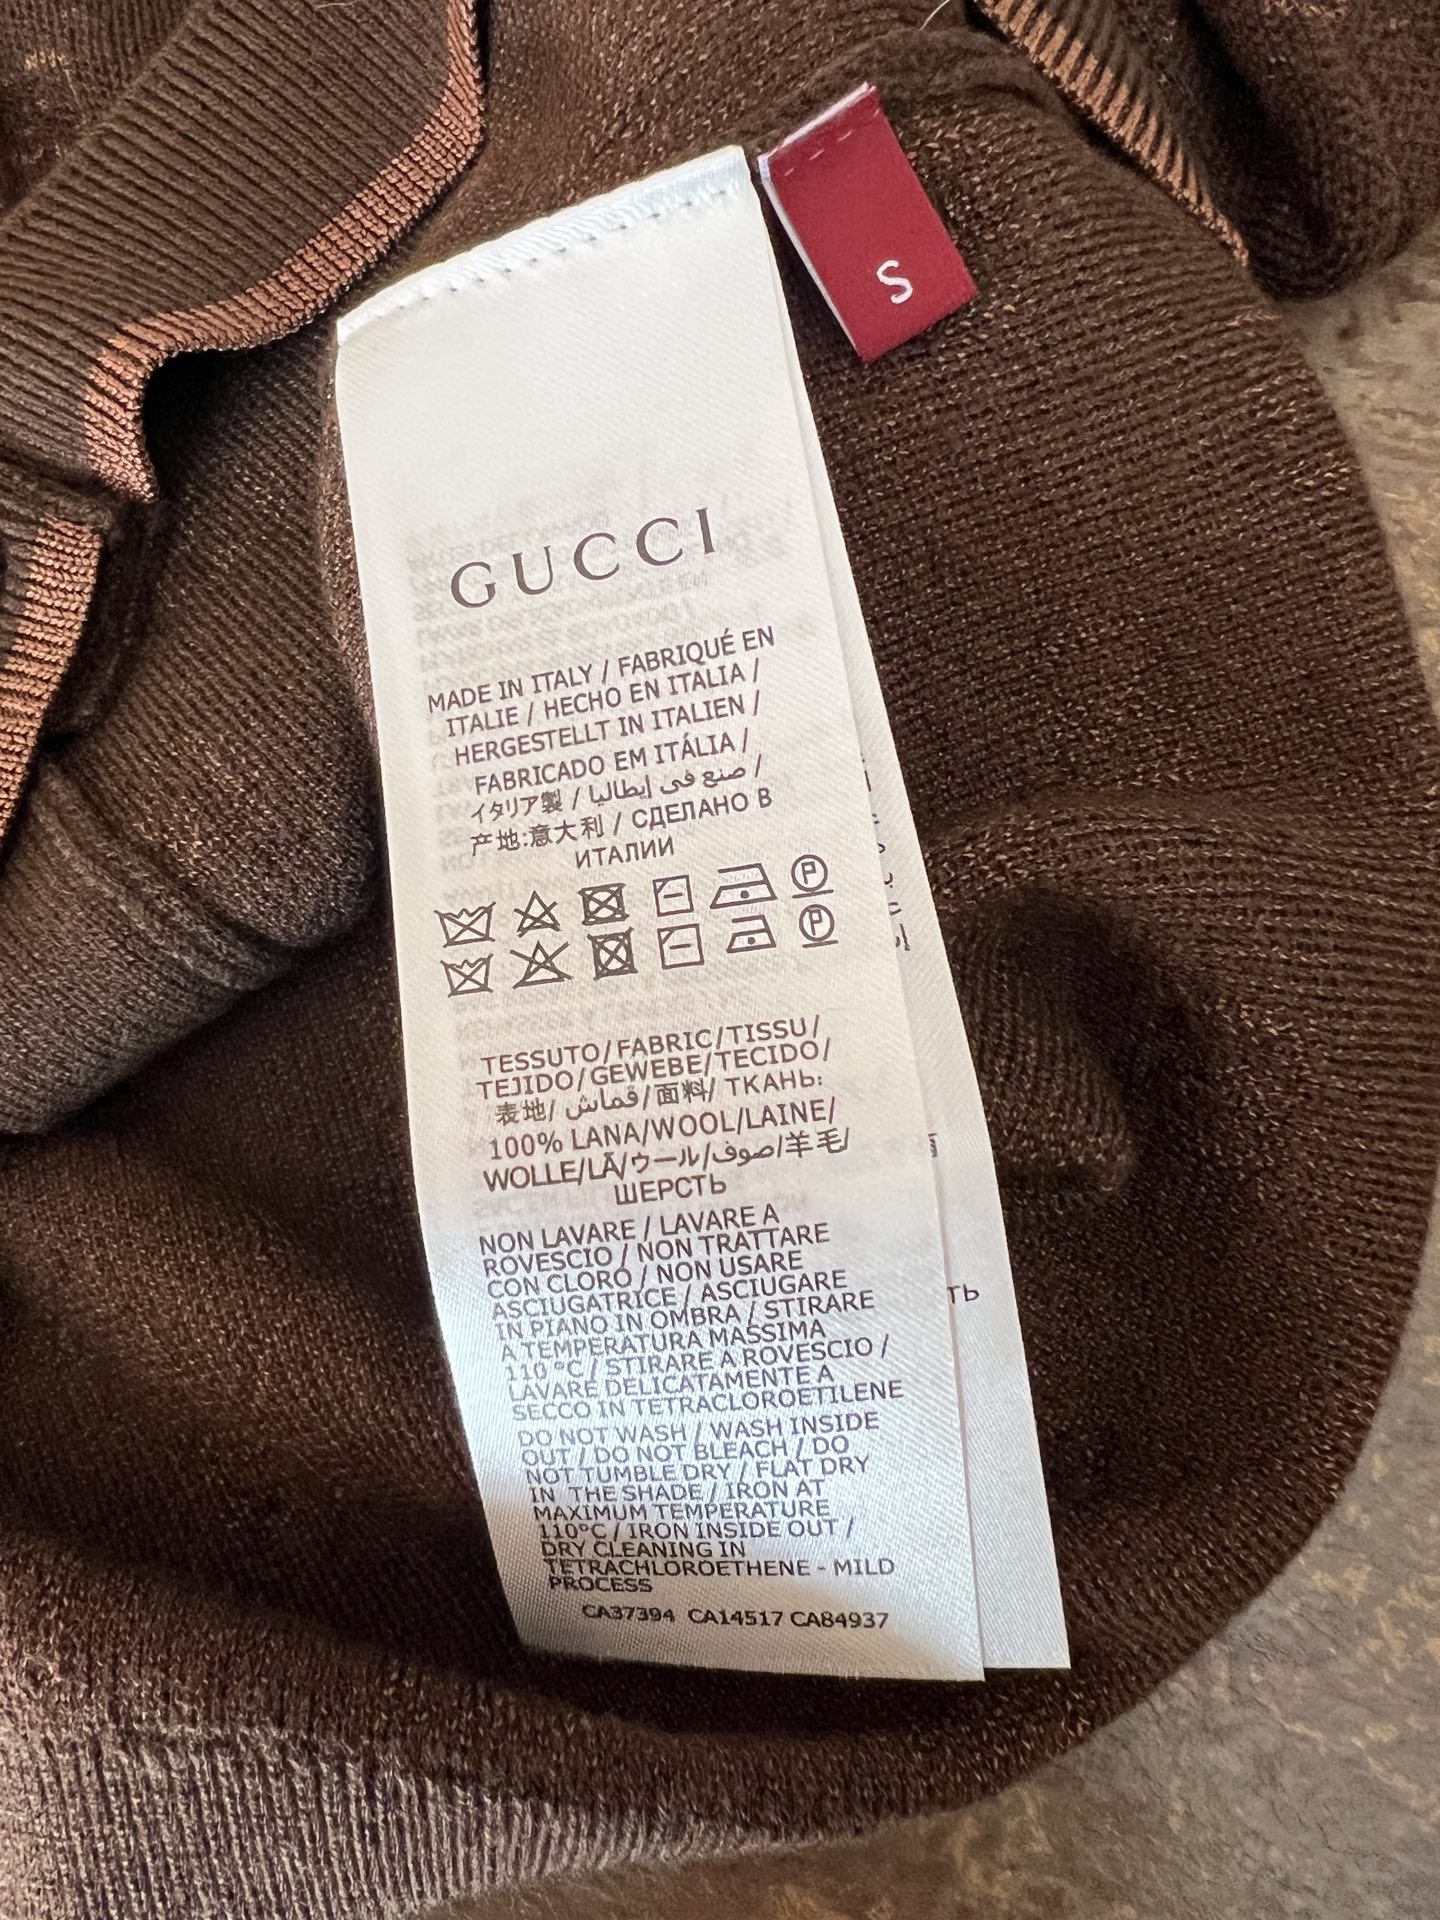 S
GUCCI
MADE IN ITALY / FABRIQUÉ EN
ITALIE / HECHO EN ITALIA /
HERGESTELLT IN ITALIEN /
FABRICADO EM ITÁLIA /
イタリア製 / صنع في إيطاليا /
产地:意大利 / СДЕЛАНО В
ИТАЛИИ
TESSUTO/FABRIC/TISSU/
TEJIDO/GEWEBE/TECIDO/
表地/ قماش/面料/ ТКАНЬ:
100% LANA/WOOL/LAINE/
WOLLE/LÃ/ウール/صوف/羊毛/
ШЕРСТЬ
NON LAVARE / LAVARE A
ROVESCIO / NON TRATTARE
CON CLORO / NON USARE
ASCIUGATRICE / ASCIUGARE
IN PIANO IN OMBRA / STIRARE
A TEMPERATURA MASSIMA
110 °C / STIRARE A ROVESCIO /
LAVARE DELICATAMENTE A
SECCO IN TETRACLOROETILENE
DO NOT WASH / WASH INSIDE
OUT / DO NOT BLEACH / DO
NOT TUMBLE DRY / FLAT DRY
IN THE SHADE / IRON AT
MAXIMUM TEMPERATURE
110°C / IRON INSIDE OUT /
DRY CLEANING IN
TETRACHLOROETHENE - MILD
PROCESS
CA37394 CA14517 CA84937
ТЬ